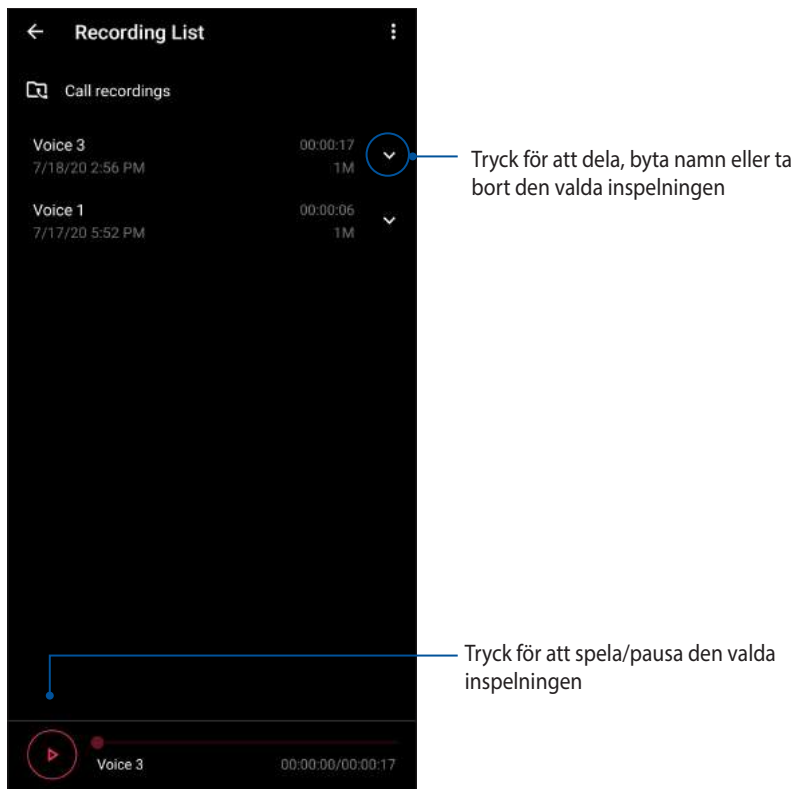 Recording List
Call recordings
Voice 3 00:00:17
7/18/20 2:56 PM 1M
Tryck för att dela, byta namn eller ta
bort den valda inspelningen
Voice 1 00:00:06
7/17/20 5:52 PM 1M
Tryck för att spela/pausa den valda
inspelningen
Voice 3 00:00:00/00:00:17